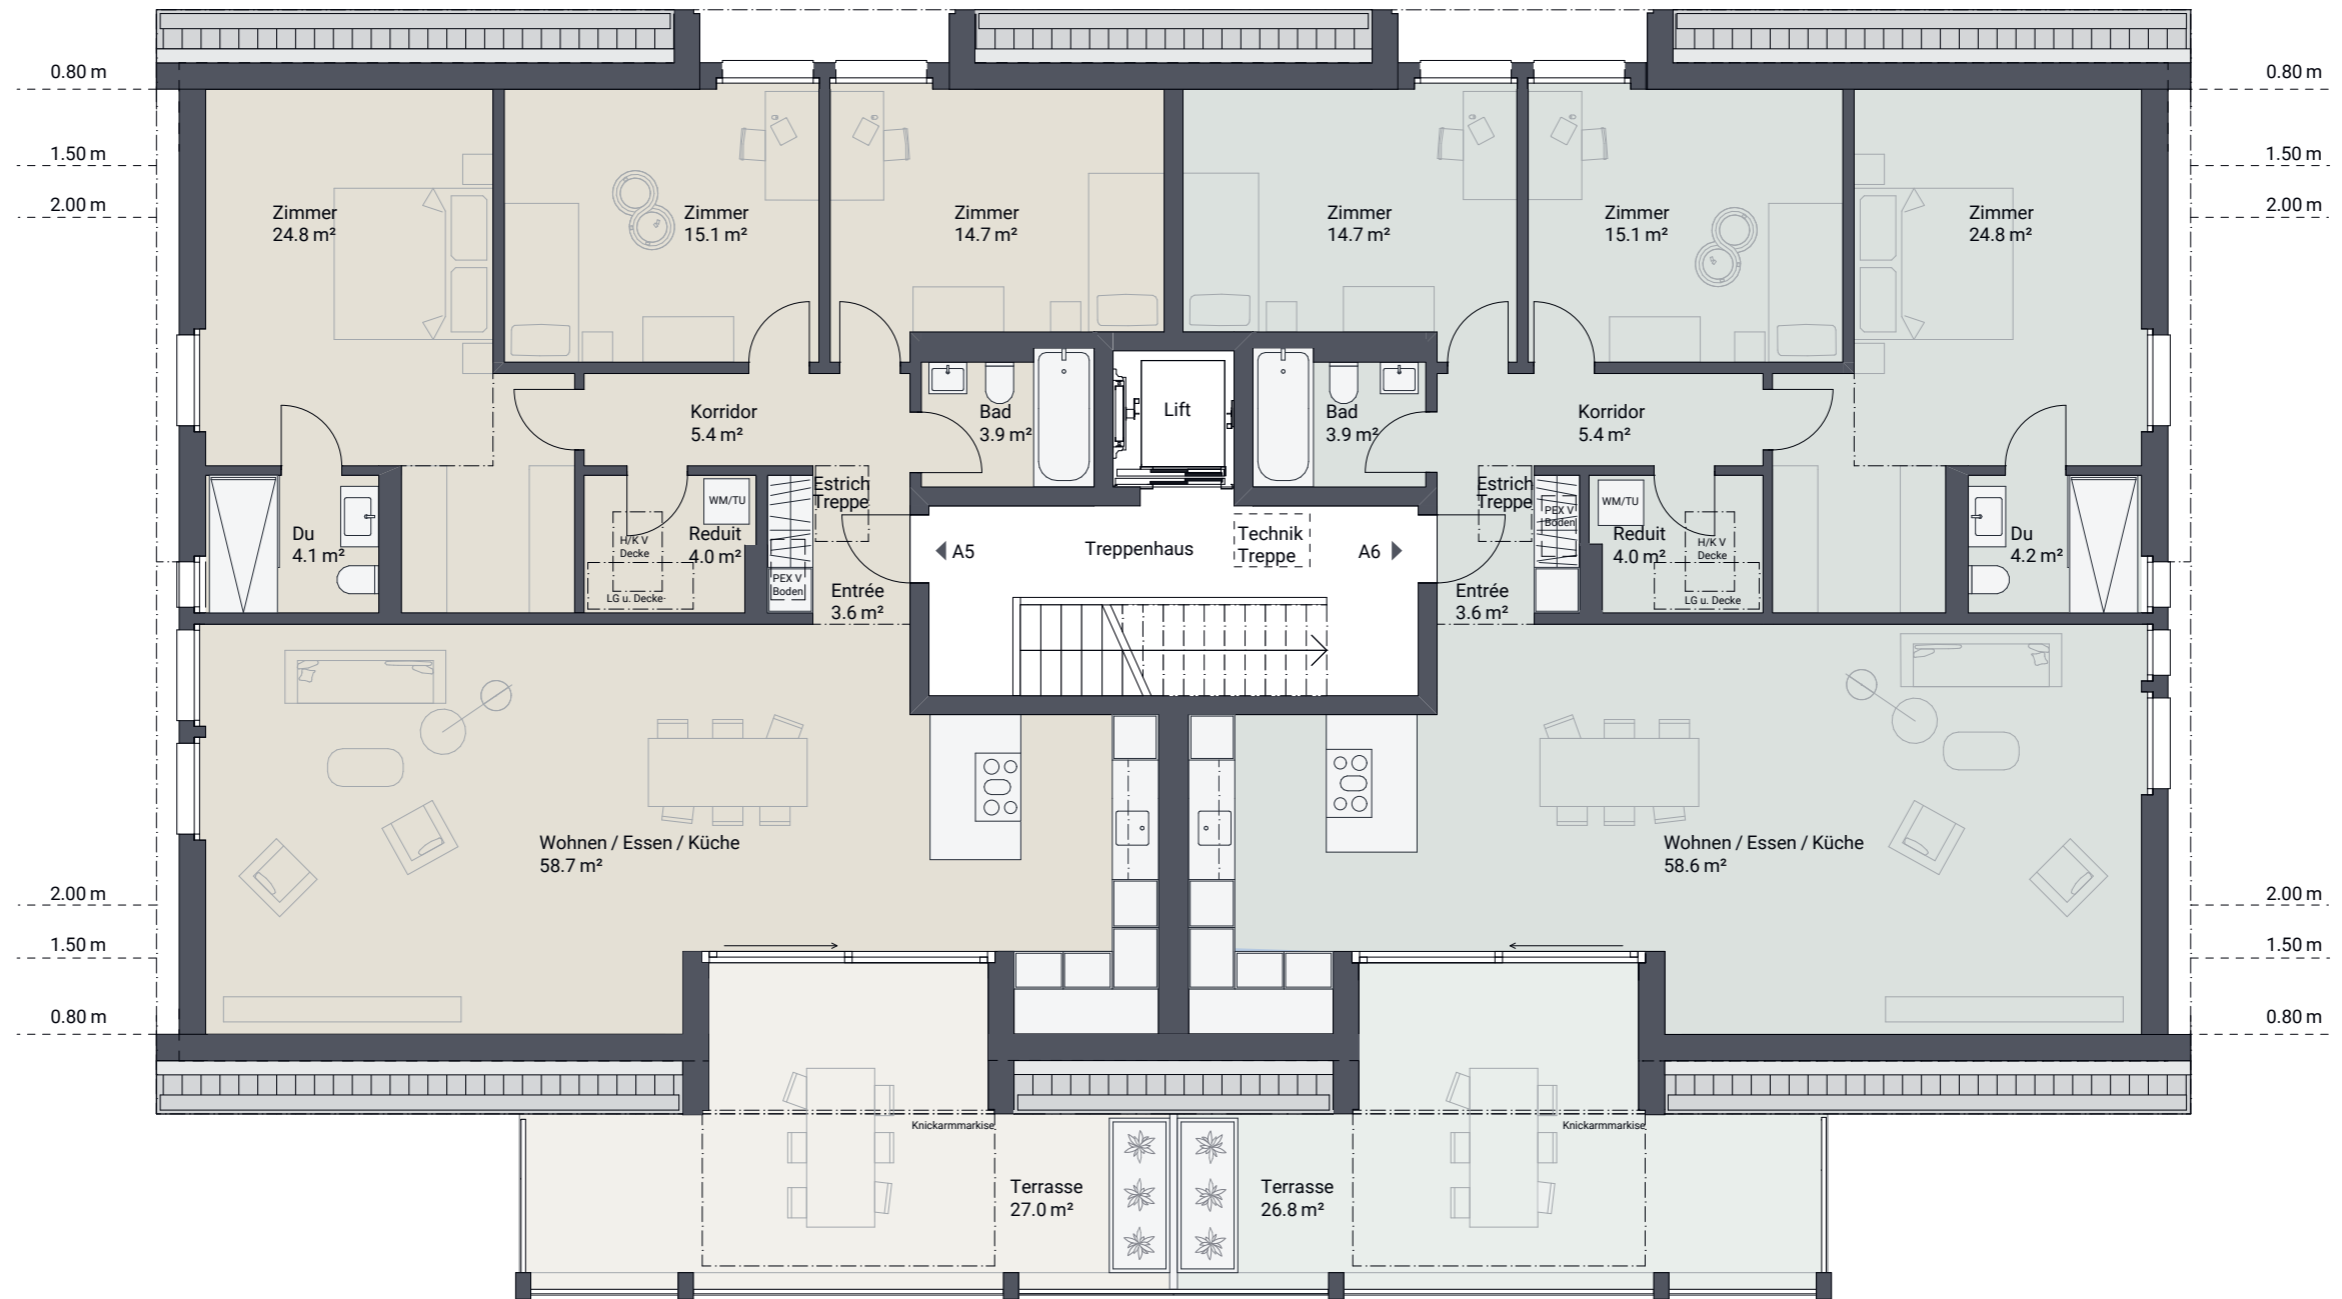 0.80 m
0.80 m
1.50 m
1.50 m
2.00 m
2.00 m
Zimmer
24.8 m²
Zimmer
15.1 m²
Zimmer
14.7 m²
Zimmer
14.7 m²
Zimmer
15.1 m²
Zimmer
24.8 m²
Korridor
5.4 m²
Bad
3.9 m²
Lift
Bad
3.9 m²
Korridor
5.4 m²
Du
4.1 m²
WM/TU
Reduit
4.0 m²
H/K V
Decke
LG u. Decke
Estrich
Treppe
PEX V
Boden
Entrée
3.6 m²
A5
Treppenhaus
Technik
Treppe
A6
Estrich
Treppe
PEX V
Boden
Entrée
3.6 m²
WM/TU
Reduit
4.0 m²
H/K V
Decke
LG u. Decke
Du
4.2 m²
Wohnen / Essen / Küche
58.7 m²
Wohnen / Essen / Küche
58.6 m²
2.00 m
2.00 m
1.50 m
1.50 m
0.80 m
0.80 m
Knickarmmarkise
Knickarmmarkise
Terrasse
27.0 m²
Terrasse
26.8 m²